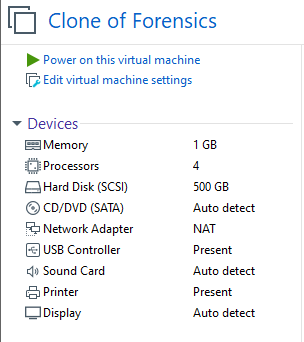 Clone of Forensics
Power on this virtual machine
Edit virtual machine settings
Devices
Memory 1 GB
Processors 4
Hard Disk (SCSI) 500 GB
CD/DVD (SATA) Auto detect
Network Adapter NAT
USB Controller Present
Sound Card Auto detect
Printer Present
Display Auto detect